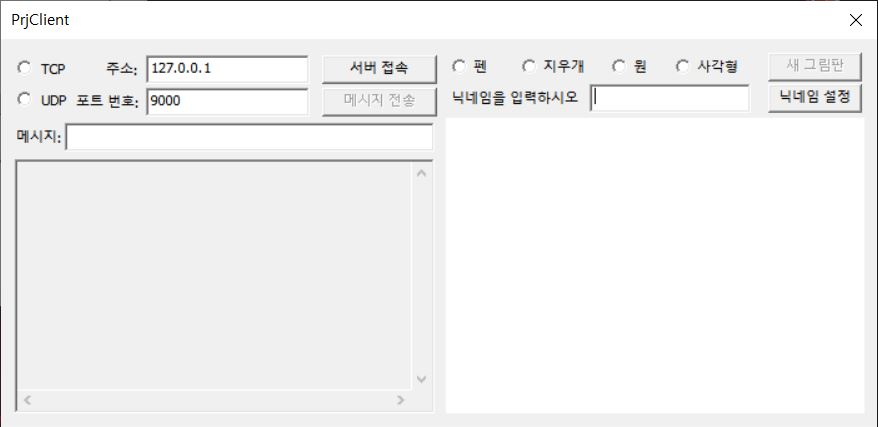 PrjClient
TCP 주소: 127.0.0.1 서버 접속 펜 지우개 원 사각형 새 그림판
UDP 포트 번호: 9000 메시지 전송 닉네임을 입력하시오 닉네임 설정
메시지: